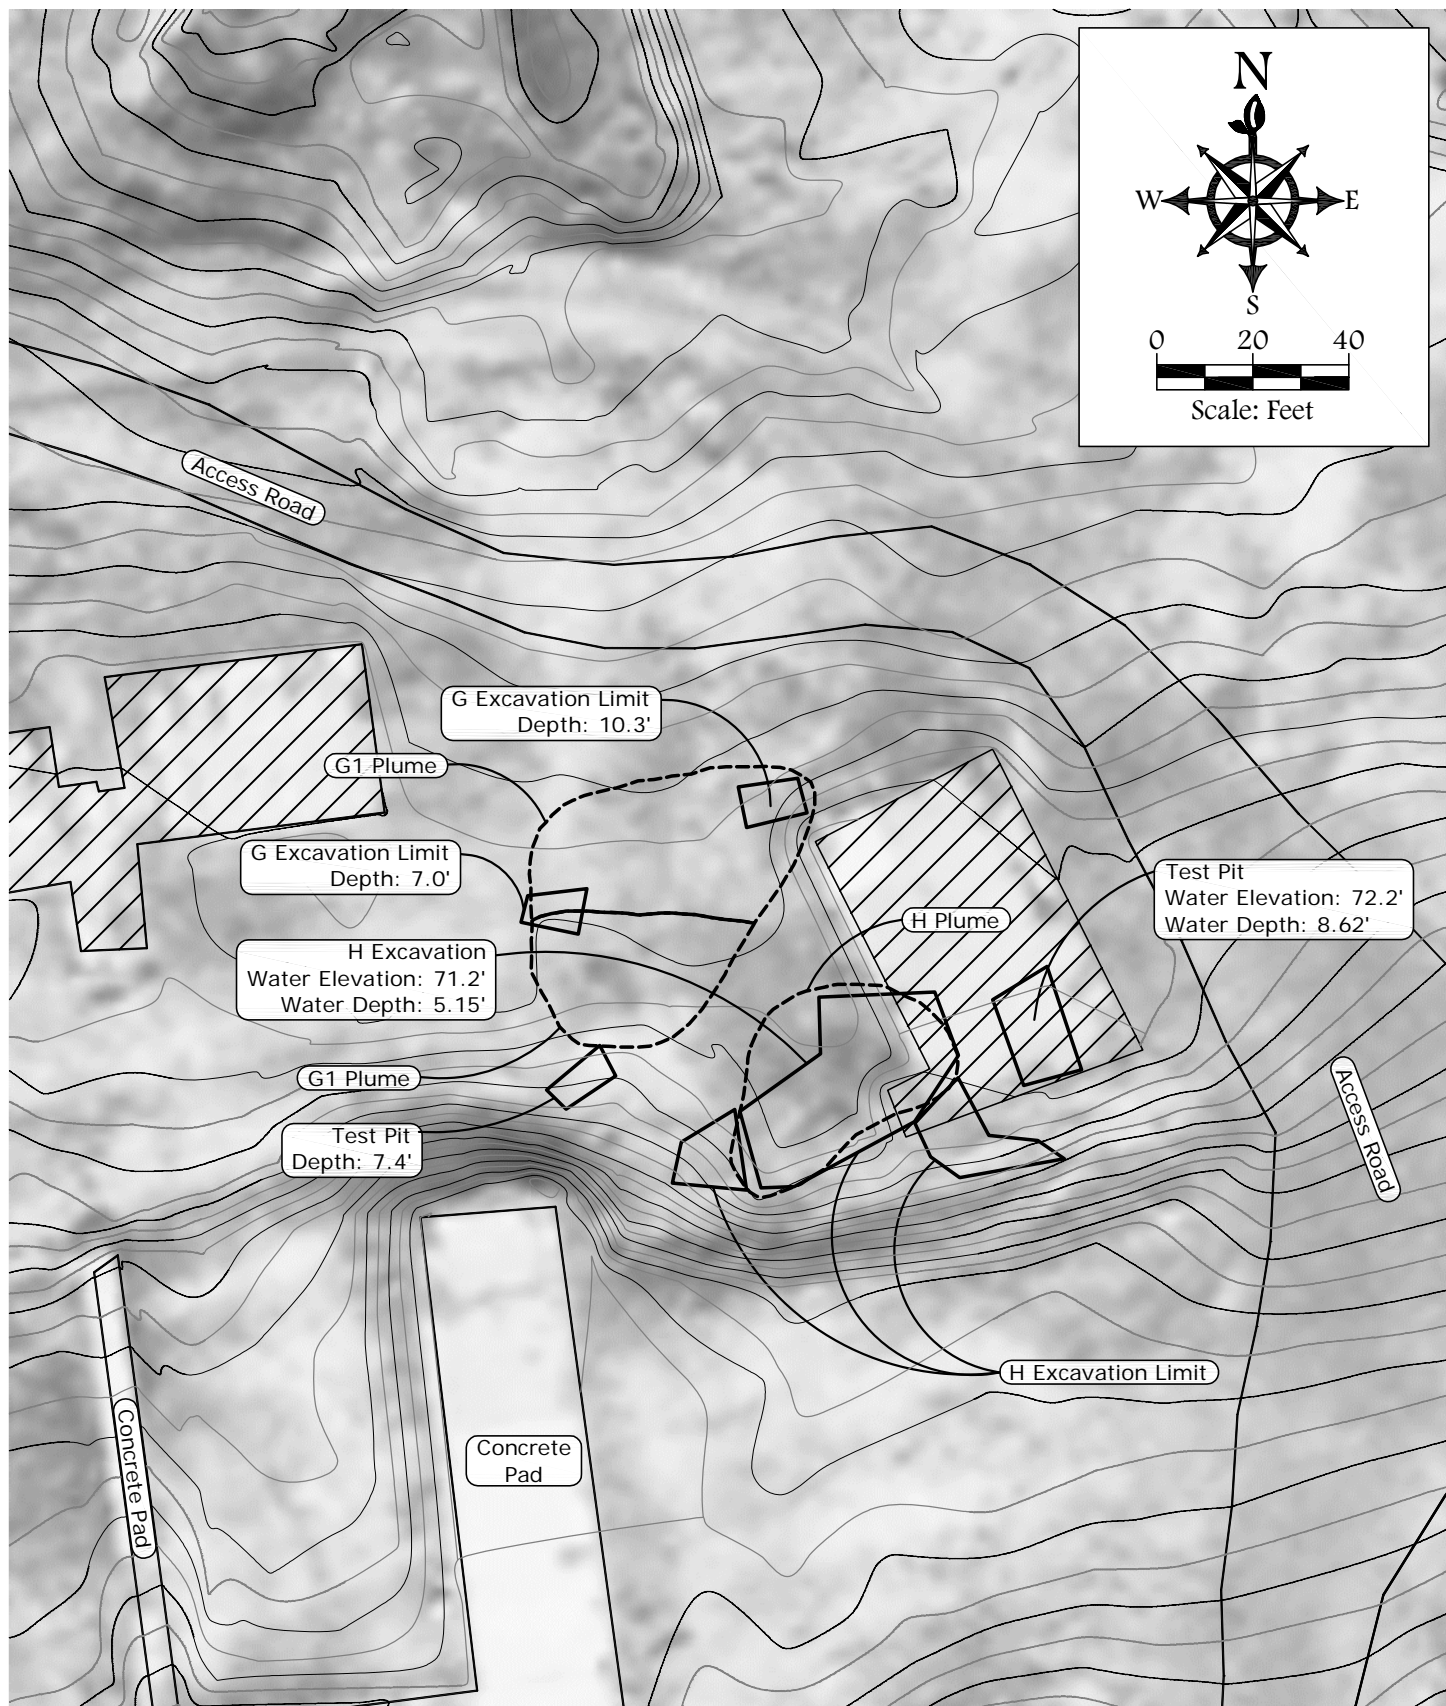 N
W
E
S
0 20 40
Scale: Feet
Access Road
G Excavation Limit
Depth: 10.3'
G1 Plume
G Excavation Limit
Depth: 7.0'
Test Pit
Water Elevation: 72.2'
Water Depth: 8.62'
H Plume
H Excavation
Water Elevation: 71.2'
Water Depth: 5.15'
G1 Plume
Test Pit
Depth: 7.4'
Access Road
H Excavation Limit
Concrete
Pad
Concrete Pad